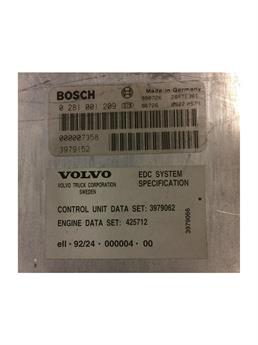 BOSCH
Made in Germany
0 281 001 209
000007358
3979152
VOLVO
VOLVO TRUCK CORPORATION
SWEDEN
EDC SYSTEM
SPECIFICATION
CONTROL UNIT DATA SET: 3979062
ENGINE DATA SET: 425712
ell - 92/24 - 000004 - 00
3979066